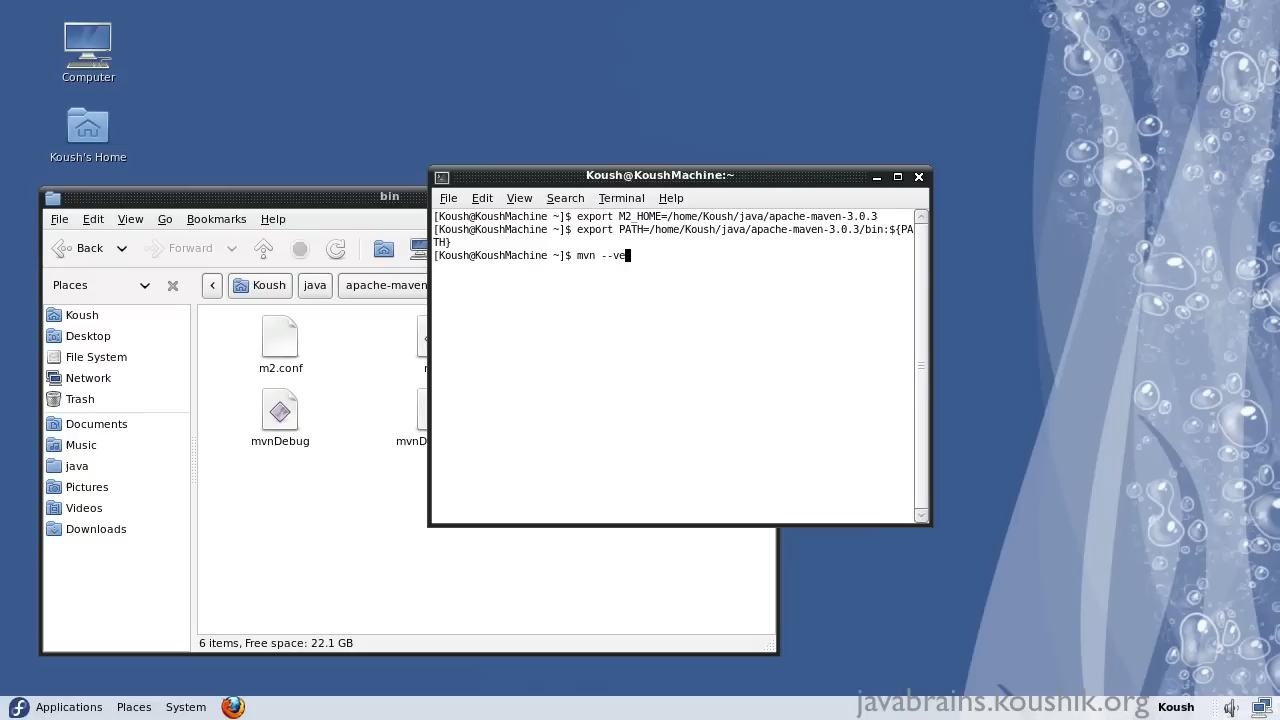 Computer
Koush's Home
bin
File Edit View Go Bookmarks Help
Back Forward
Places
Koush java apache-maven
Koush
Desktop
File System
Network
Trash
Documents
Music
java
Pictures
Videos
Downloads
m2.conf
mvnDebug
mvnD
6 items, Free space: 22.1 GB
Koush@KoushMachine:~
File Edit View Search Terminal Help
[Koush@KoushMachine ~]$ export M2_HOME=/home/Koush/java/apache-maven-3.0.3
[Koush@KoushMachine ~]$ export PATH=/home/Koush/java/apache-maven-3.0.3/bin:${PA
TH}
[Koush@KoushMachine ~]$ mvn --ve
javabrains.koushik.org
Applications Places System Koush